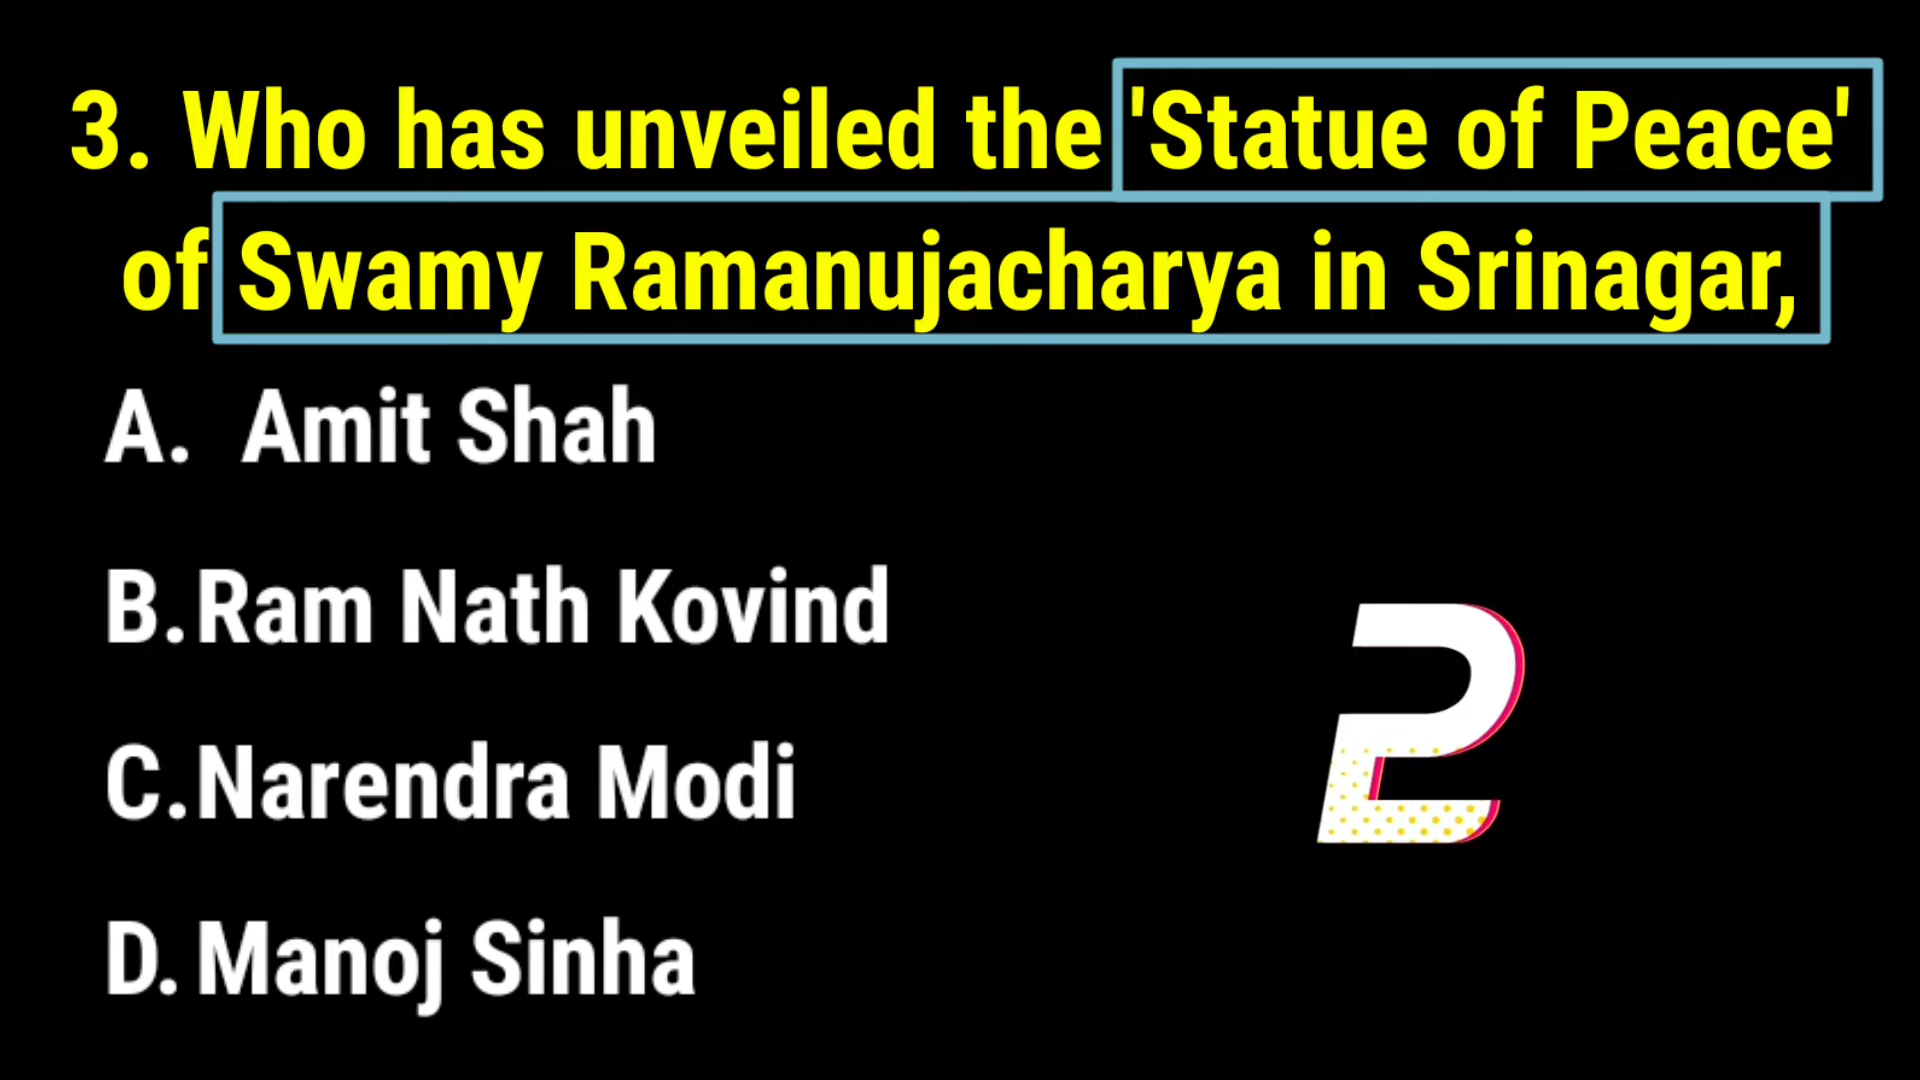 3. Who has unveiled the 'Statue of Peace'
of Swamy Ramanujacharya in Srinagar,
A. Amit Shah
B. Ram Nath Kovind
C. Narendra Modi
2
D. Manoj Sinha